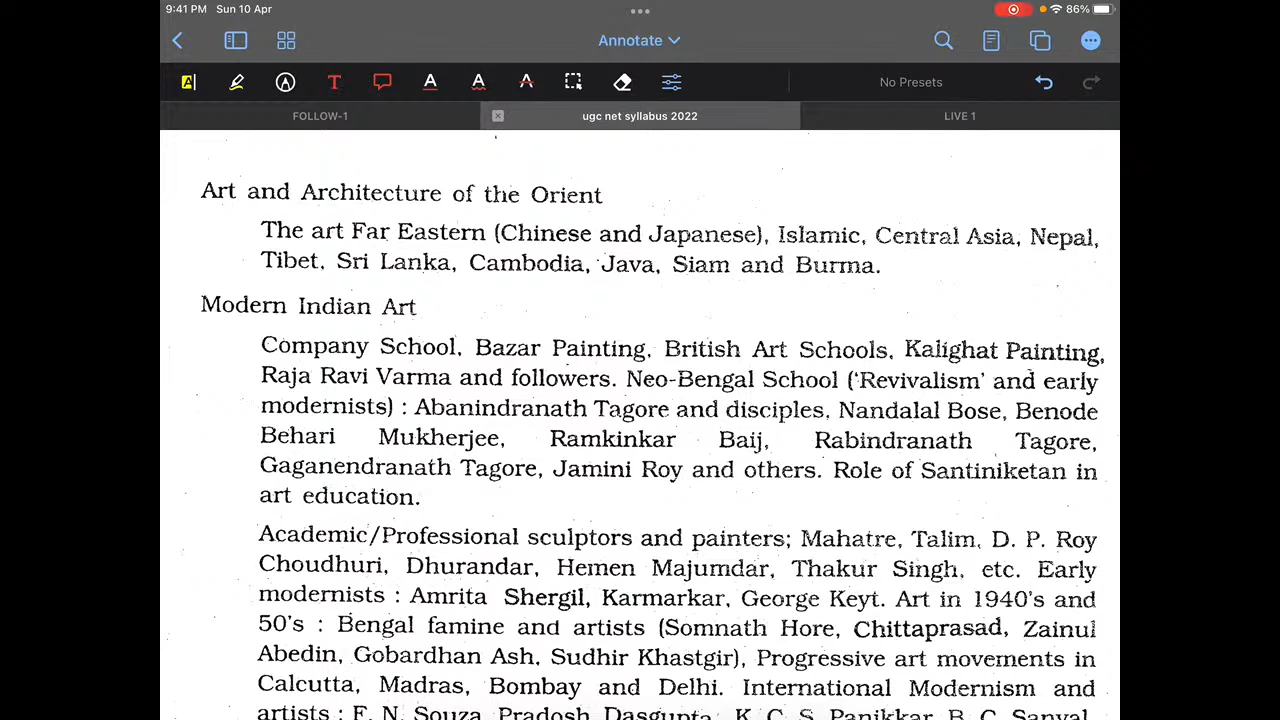 9:41 PM Sun 10 Apr
86%
Annotate
No Presets
FOLLOW-1
ugc net syllabus 2022
LIVE 1
Art and Architecture of the Orient
The art Far Eastern (Chinese and Japanese), Islamic, Central Asia, Nepal,
Tibet, Sri Lanka, Cambodia, Java, Siam and Burma.
Modern Indian Art
Company School, Bazar Painting, British Art Schools, Kalighat Painting,
Raja Ravi Varma and followers. Neo-Bengal School ('Revivalism' and early
modernists) : Abanindranath Tagore and disciples, Nandalal Bose, Benode
Behari Mukherjee, Ramkinkar Baij, Rabindranath Tagore,
Gaganendranath Tagore, Jamini Roy and others. Role of Santiniketan in
art education.
Academic/Professional sculptors and painters; Mahatre, Talim, D. P. Roy
Choudhuri, Dhurandar, Hemen Majumdar, Thakur Singh, etc. Early
modernists : Amrita Shergil, Karmarkar, George Keyt. Art in 1940's and
50's : Bengal famine and artists (Somnath Hore, Chittaprasad, Zainul
Abedin, Gobardhan Ash, Sudhir Khastgir), Progressive art movements in
Calcutta, Madras, Bombay and Delhi. International Modernism and
artists : F. N. Souza, Pradosh Dasgupta, K. C. S. Panikkar, B. C. Sanyal,